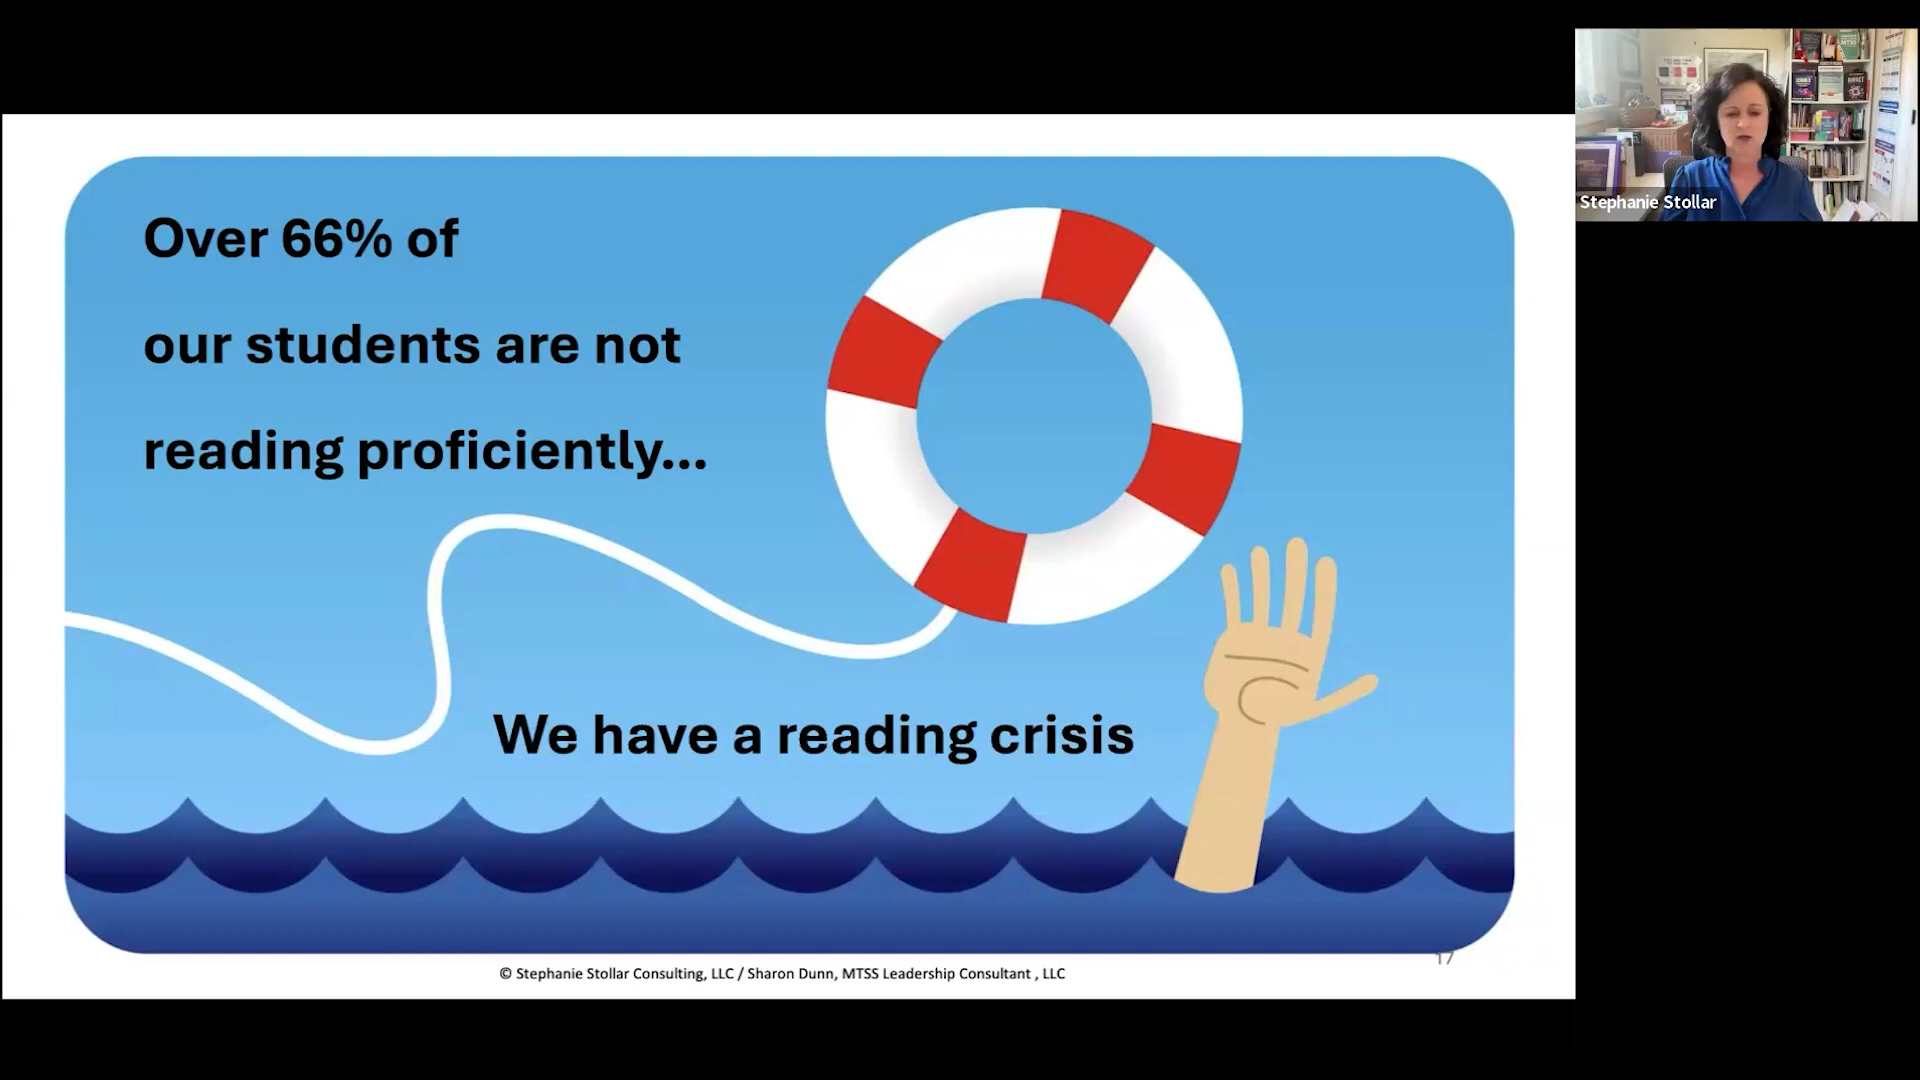 Over 66% of
our students are not
reading proficiently...
We have a reading crisis
17
© Stephanie Stollar Consulting, LLC / Sharon Dunn, MTSS Leadership Consultant , LLC
Stephanie Stollar